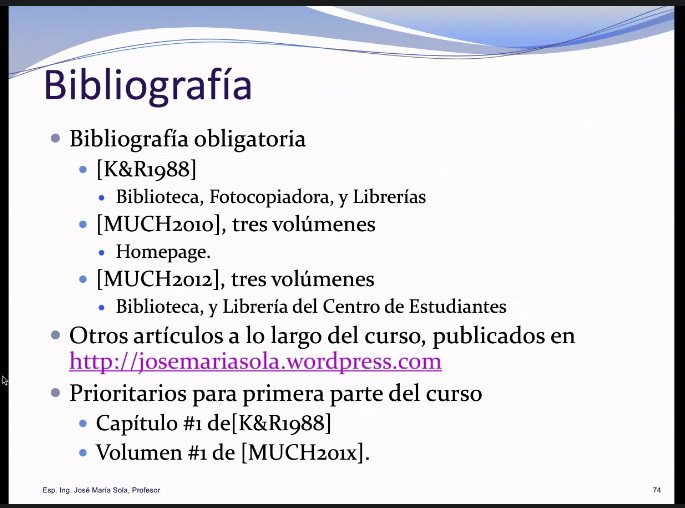 Bibliografía
Bibliografía obligatoria
[K&R1988]
Biblioteca, Fotocopiadora, y Librerías
[MUCH2010], tres volúmenes
Homepage.
[MUCH2012], tres volúmenes
Biblioteca, y Librería del Centro de Estudiantes
Otros artículos a lo largo del curso, publicados en
http://josemariasola.wordpress.com
Prioritarios para primera parte del curso
Capítulo #1 de[K&R1988]
Volumen #1 de [MUCH201x].
Esp. Ing. José María Sola, Profesor
74